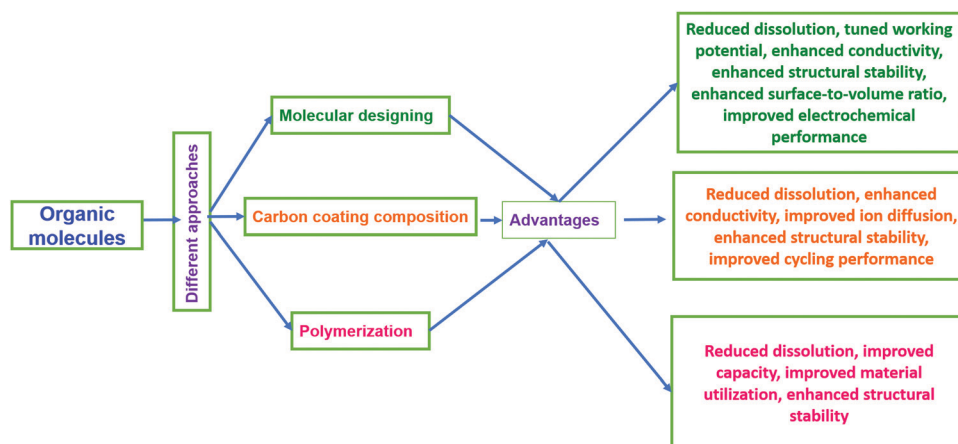 Organic
molecules
Different approaches
Molecular designing
Carbon coating composition
Polymerization
Advantages
Reduced dissolution, tuned working
potential, enhanced conductivity,
enhanced structural stability,
enhanced surface-to-volume ratio,
improved electrochemical
performance
Reduced dissolution, enhanced
conductivity, improved ion diffusion,
enhanced structural stability,
improved cycling performance
Reduced dissolution, improved
capacity, improved material
utilization, enhanced structural
stability